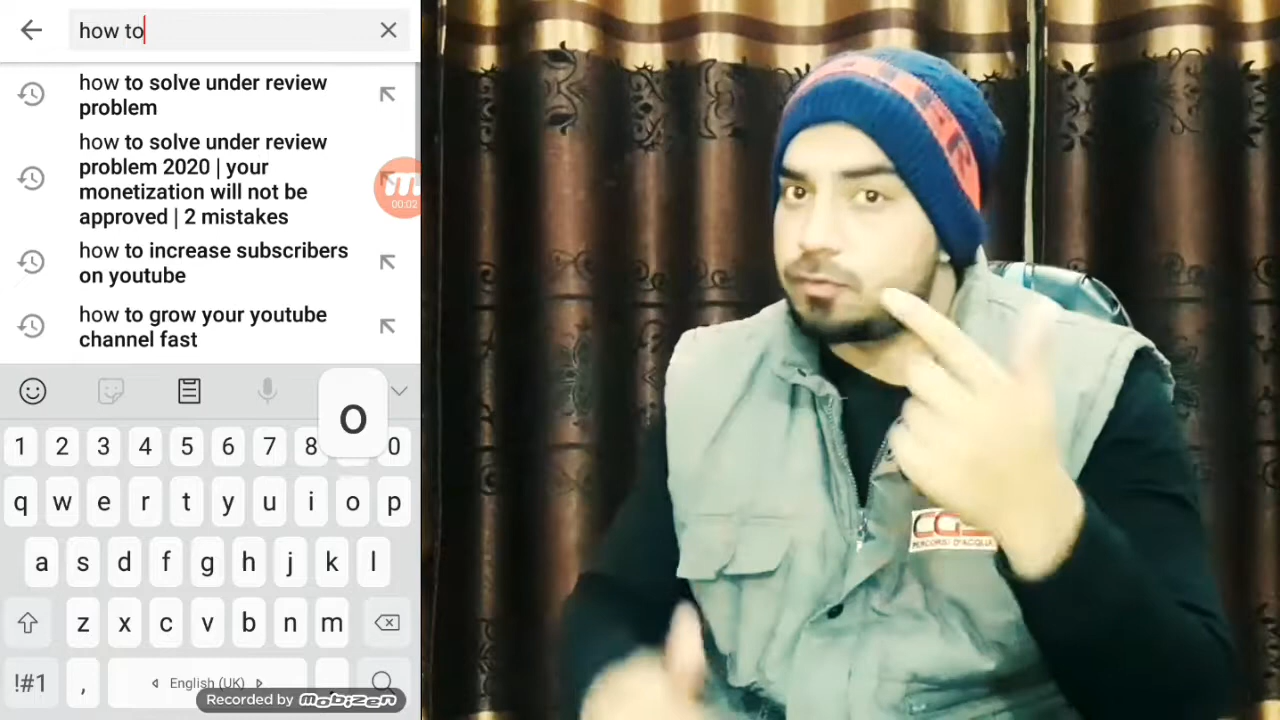 how to
how to solve under review
problem
how to solve under review
problem 2020 | your
monetization will not be
approved | 2 mistakes
how to increase subscribers
on youtube
how to grow your youtube
channel fast
00:02
o
1 2 3 4 5 6 7 8 0
q w e r t y u i o p
a s d f g h j k l
z x c v b n m
!#1 , English (UK) .
Recorded by mobizen
PERCORSI D'ACQUA